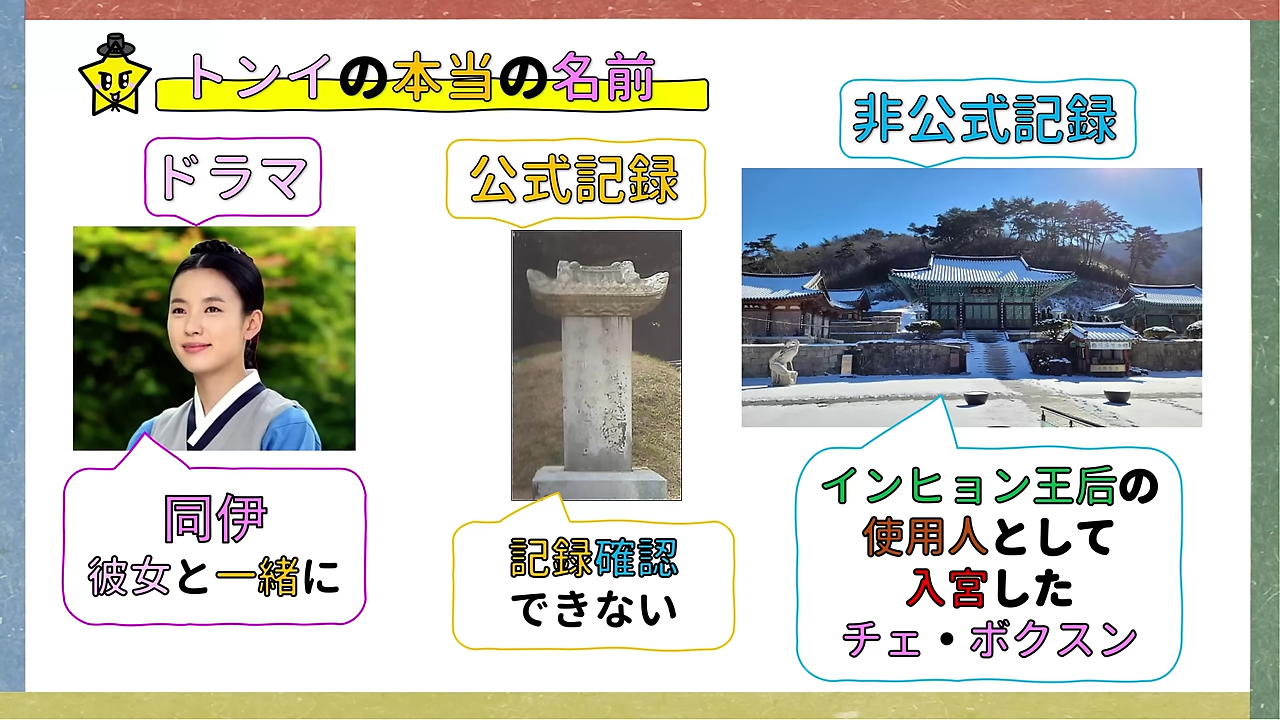 トンイの本当の名前
ドラマ
同伊
彼女と一緒に
公式記録
記録確認
できない
非公式記録
インヒョン王后の
使用人として
入宮した
チェ・ボクスン